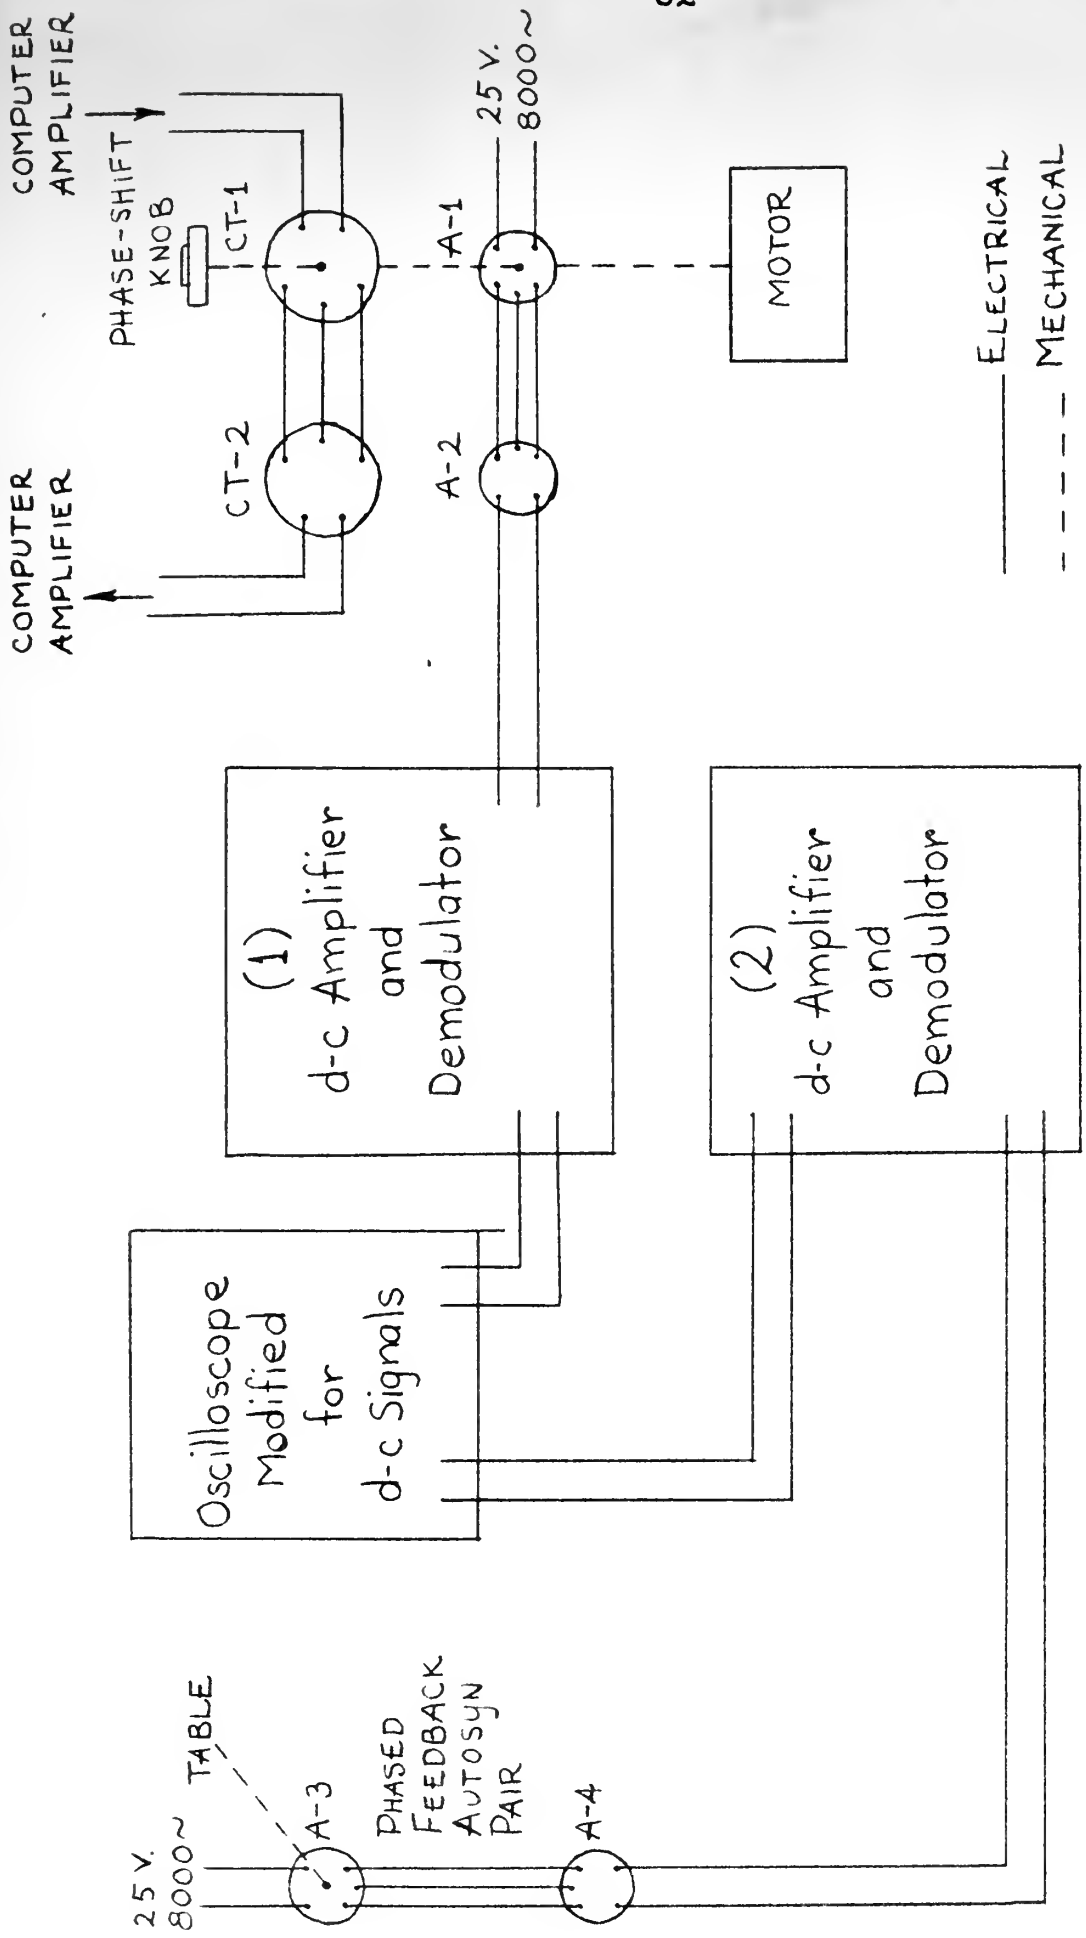 25 V.
8000~
TABLE
A-3
PHASED
FEEDBACK
AUTOSYN
PAIR
A-4
Oscilloscope
Modified
for
d-c Signals
(1)
d-c Amplifier
and
Demodulator
(2)
d-c Amplifier
and
Demodulator
COMPUTER
AMPLIFIER
CT-2
A-2
COMPUTER
AMPLIFIER
PHASE-SHIFT
KNOB
CT-1
A-1
25 V.
8000~
MOTOR
ELECTRICAL
MECHANICAL